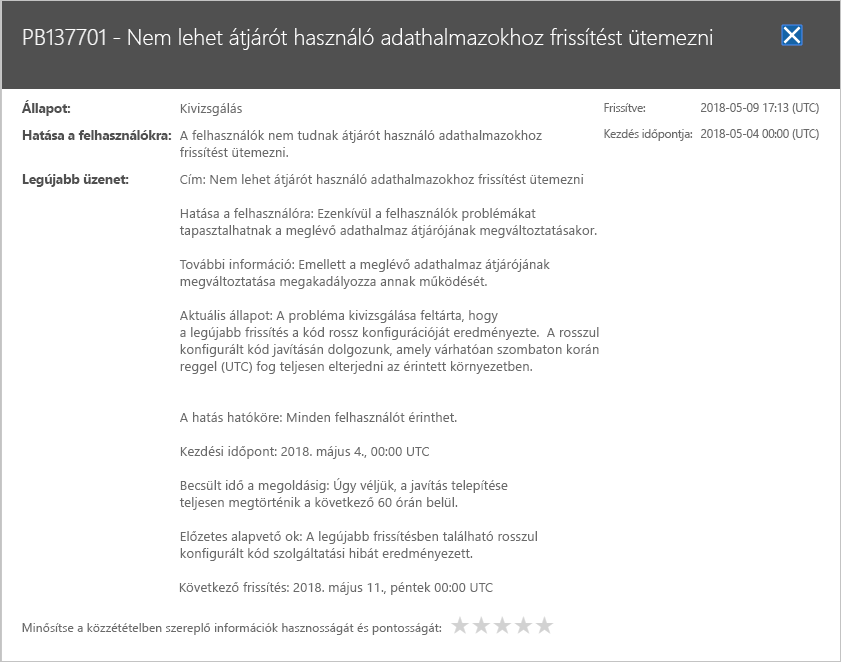 PB137701 - Nem lehet átjárót használó adathalmazokhoz frissítést ütemezni
Állapot: Kivizsgálás
Frissítve: 2018-05-09 17:13 (UTC)
Kezdés időpontja: 2018-05-04 00:00 (UTC)
Hatása a felhasználókra: A felhasználók nem tudnak átjárót használó adathalmazokhoz
frissítést ütemezni.
Legújabb üzenet: Cím: Nem lehet átjárót használó adathalmazokhoz frissítést ütemezni
Hatása a felhasználóra: Ezenkívül a felhasználók problémákat
tapasztalhatnak a meglévő adathalmaz átjárójának megváltoztatásakor.
További információ: Emellett a meglévő adathalmaz átjárójának
megváltoztatása megakadályozza annak működését.
Aktuális állapot: A probléma kivizsgálása feltárta, hogy
a legújabb frissítés a kód rossz konfigurációját eredményezte. A rosszul
konfigurált kód javításán dolgozunk, amely várhatóan szombaton korán
reggel (UTC) fog teljesen elterjedni az érintett környezetben.
A hatás hatóköre: Minden felhasználót érinthet.
Kezdési időpont: 2018. május 4., 00:00 UTC
Becsült idő a megoldásig: Úgy véljük, a javítás telepítése
teljesen megtörténik a következő 60 órán belül.
Előzetes alapvető ok: A legújabb frissítésben található rosszul
konfigurált kód szolgáltatási hibát eredményezett.
Következő frissítés: 2018. május 11., péntek 00:00 UTC
Minősítse a közzétételben szereplő információk hasznosságát és pontosságát: